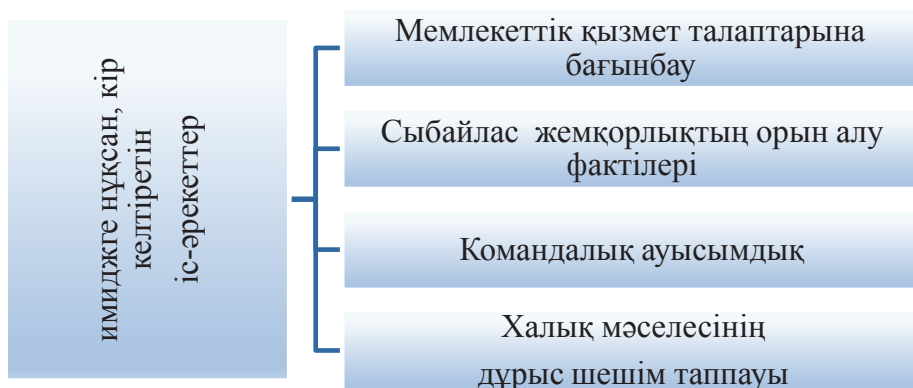 имиджге нұқсан, кір
келтіретін
іс-әрекеттер
Мемлекеттік қызмет талаптарына
бағынбау
Сыбайлас жемқорлықтың орын алу
фактілері
Командалық ауысымдық
Халық мәселесінің
дұрыс шешім таппауы